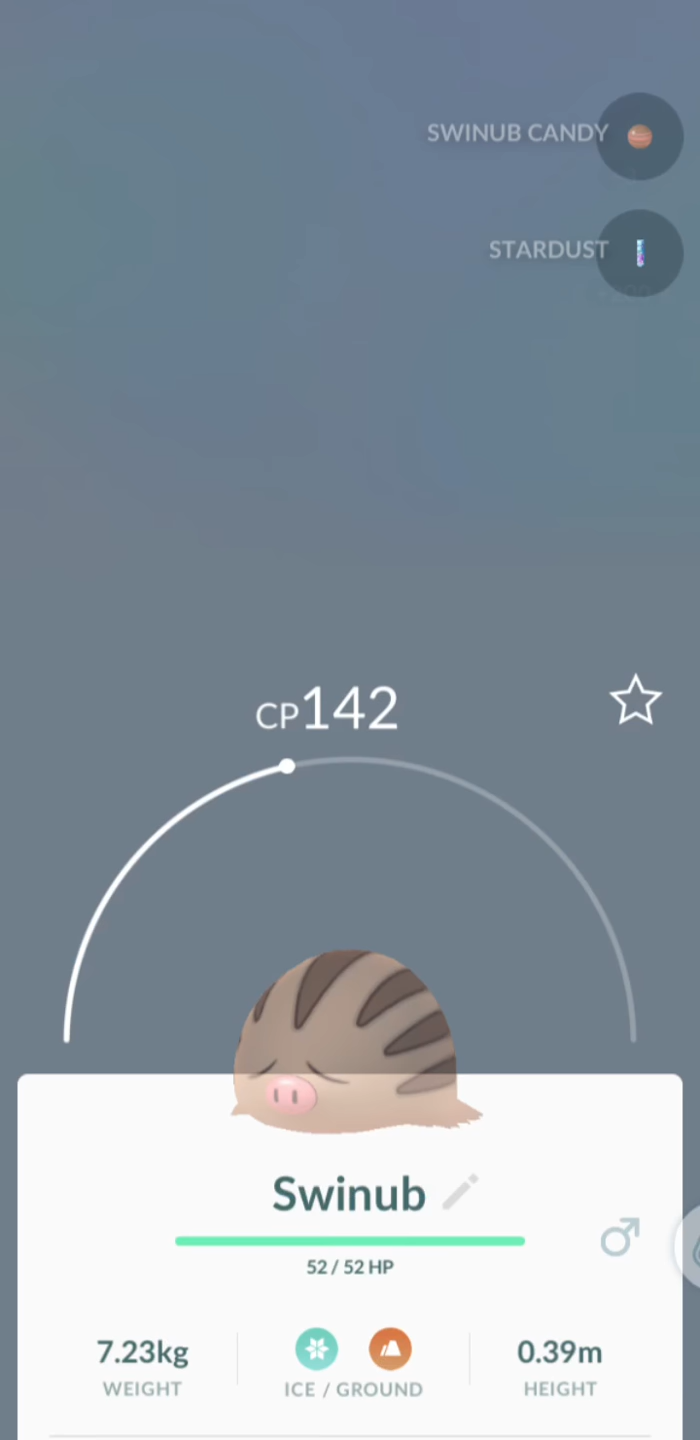 SWINUB CANDY
STARDUST
CP142
Swinub
52 / 52 HP
7.23kg
WEIGHT
ICE / GROUND
0.39m
HEIGHT